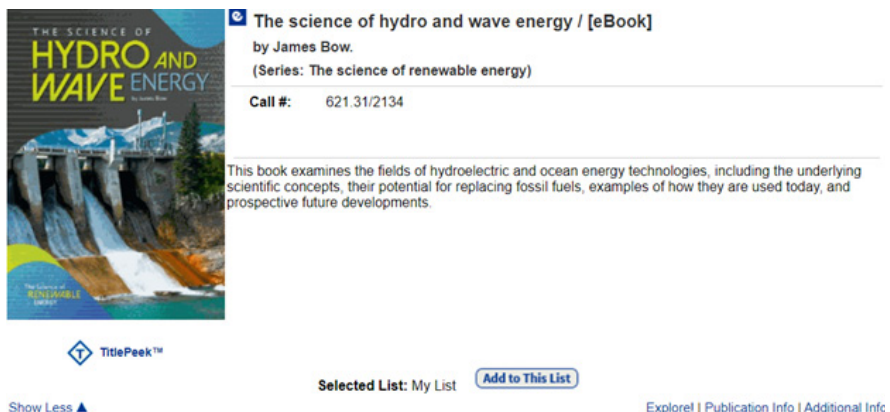 THE SCIENCE OF
HYDRO AND
WAVE ENERGY
by James Bow
The Science of
RENEWABLE
ENERGY
The science of hydro and wave energy / [eBook]
by James Bow.
(Series: The science of renewable energy)
Call #: 621.31/2134
This book examines the fields of hydroelectric and ocean energy technologies, including the underlying
scientific concepts, their potential for replacing fossil fuels, examples of how they are used today, and
prospective future developments.
TitlePeek™
Selected List: My List Add to This List
Show Less ▲ Explore! | Publication Info | Additional Info